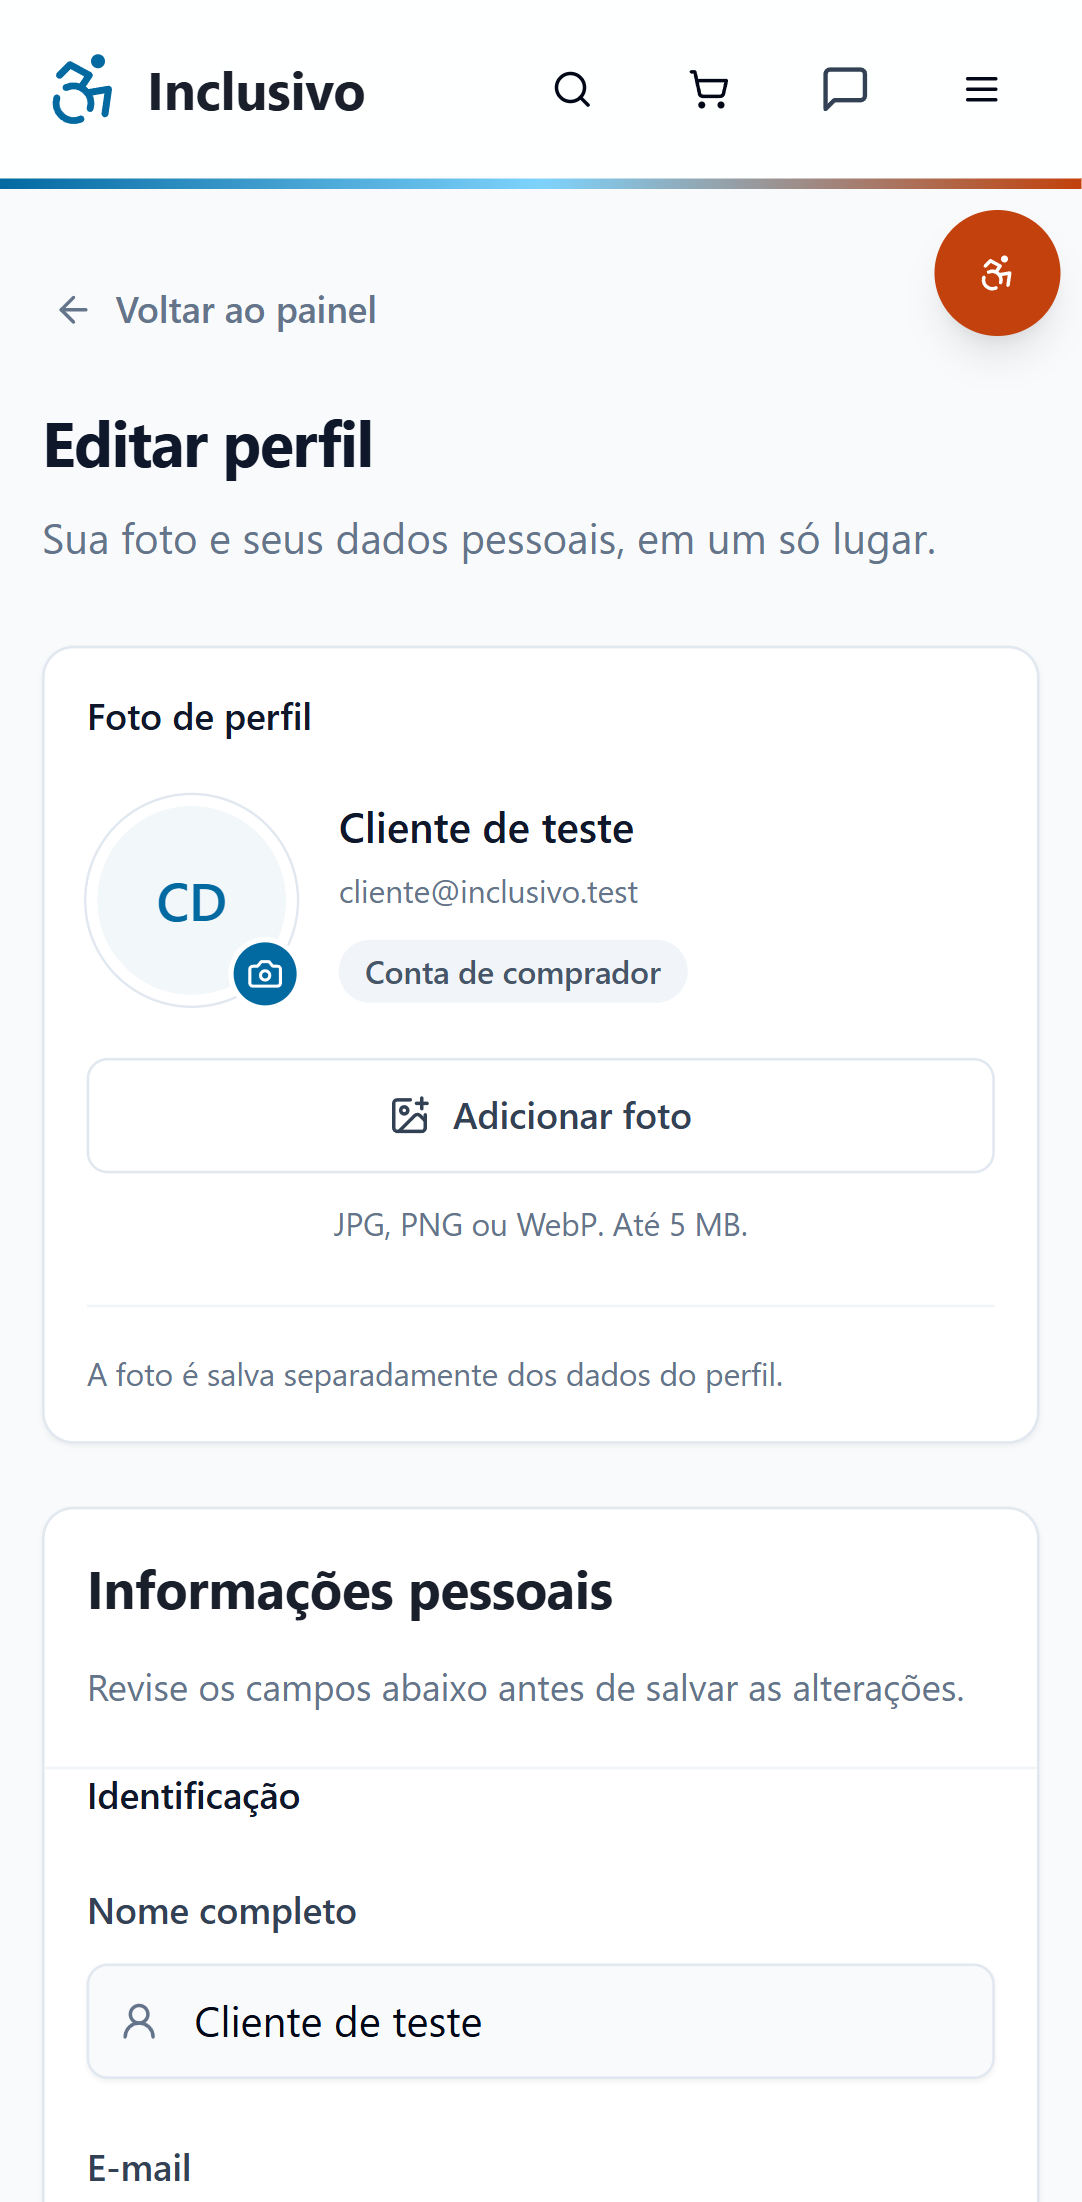 Inclusivo
Voltar ao painel
Editar perfil
Sua foto e seus dados pessoais, em um só lugar.
Foto de perfil
CD
Cliente de teste
cliente@inclusivo.test
Conta de comprador
Adicionar foto
JPG, PNG ou WebP. Até 5 MB.
A foto é salva separadamente dos dados do perfil.
Informações pessoais
Revise os campos abaixo antes de salvar as alterações.
Identificação
Nome completo
Cliente de teste
E-mail